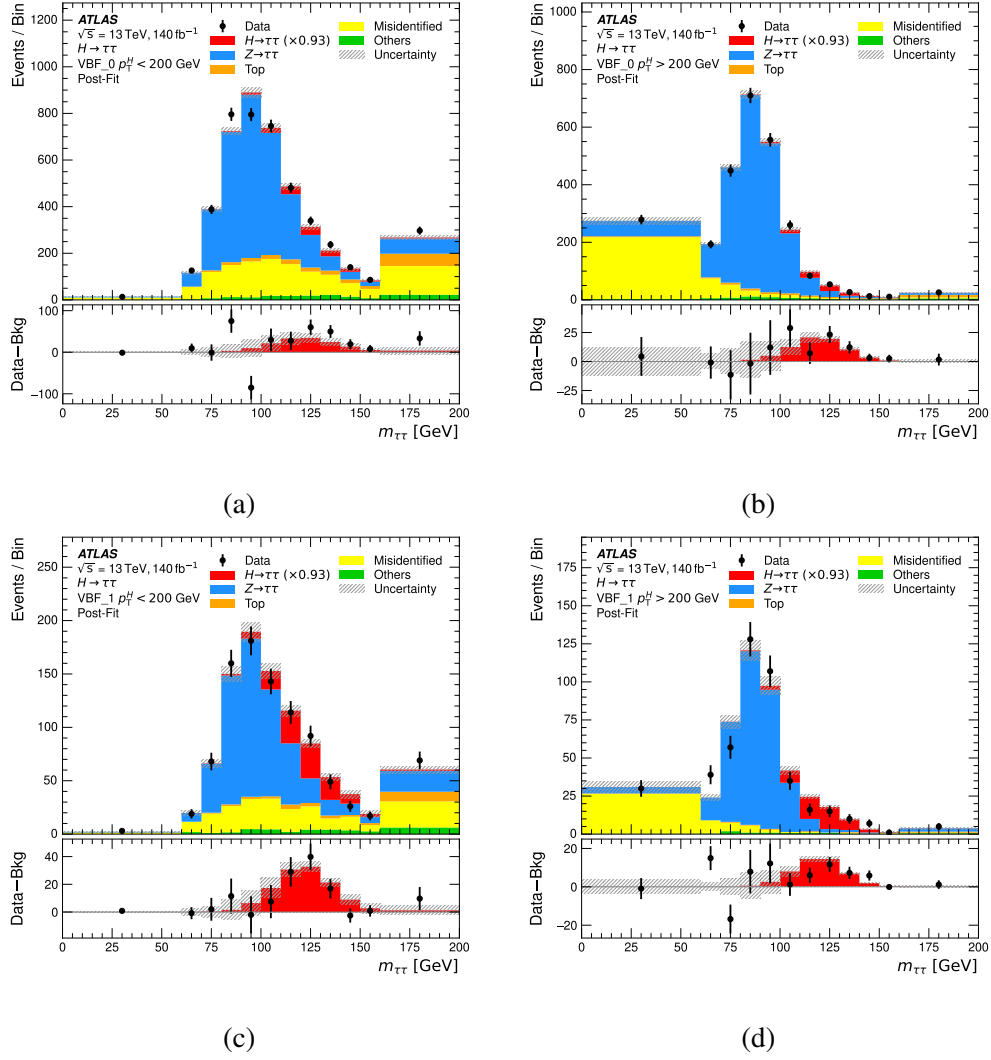 ATLAS
√s = 13 TeV, 140 fb⁻¹
H → ττ
VBF_0 p_T^H < 200 GeV
Post-Fit
Data
H→ττ (×0.93)
Z→ττ
Top
Misidentified
Others
Uncertainty
Events / Bin
1200
1000
800
600
400
200
0
Data−Bkg
100
0
−100
0 25 50 75 100 125 150 175 200
m_ττ [GeV]
(a)
ATLAS
√s = 13 TeV, 140 fb⁻¹
H → ττ
VBF_0 p_T^H > 200 GeV
Post-Fit
Data
H→ττ (×0.93)
Z→ττ
Top
Misidentified
Others
Uncertainty
Events / Bin
1000
800
600
400
200
0
Data−Bkg
25
0
−25
0 25 50 75 100 125 150 175 200
m_ττ [GeV]
(b)
ATLAS
√s = 13 TeV, 140 fb⁻¹
H → ττ
VBF_1 p_T^H < 200 GeV
Post-Fit
Data
H→ττ (×0.93)
Z→ττ
Top
Misidentified
Others
Uncertainty
Events / Bin
250
200
150
100
50
0
Data−Bkg
40
20
0
0 25 50 75 100 125 150 175 200
m_ττ [GeV]
(c)
ATLAS
√s = 13 TeV, 140 fb⁻¹
H → ττ
VBF_1 p_T^H > 200 GeV
Post-Fit
Data
H→ττ (×0.93)
Z→ττ
Top
Misidentified
Others
Uncertainty
Events / Bin
175
150
125
100
75
50
25
0
Data−Bkg
20
0
−20
0 25 50 75 100 125 150 175 200
m_ττ [GeV]
(d)